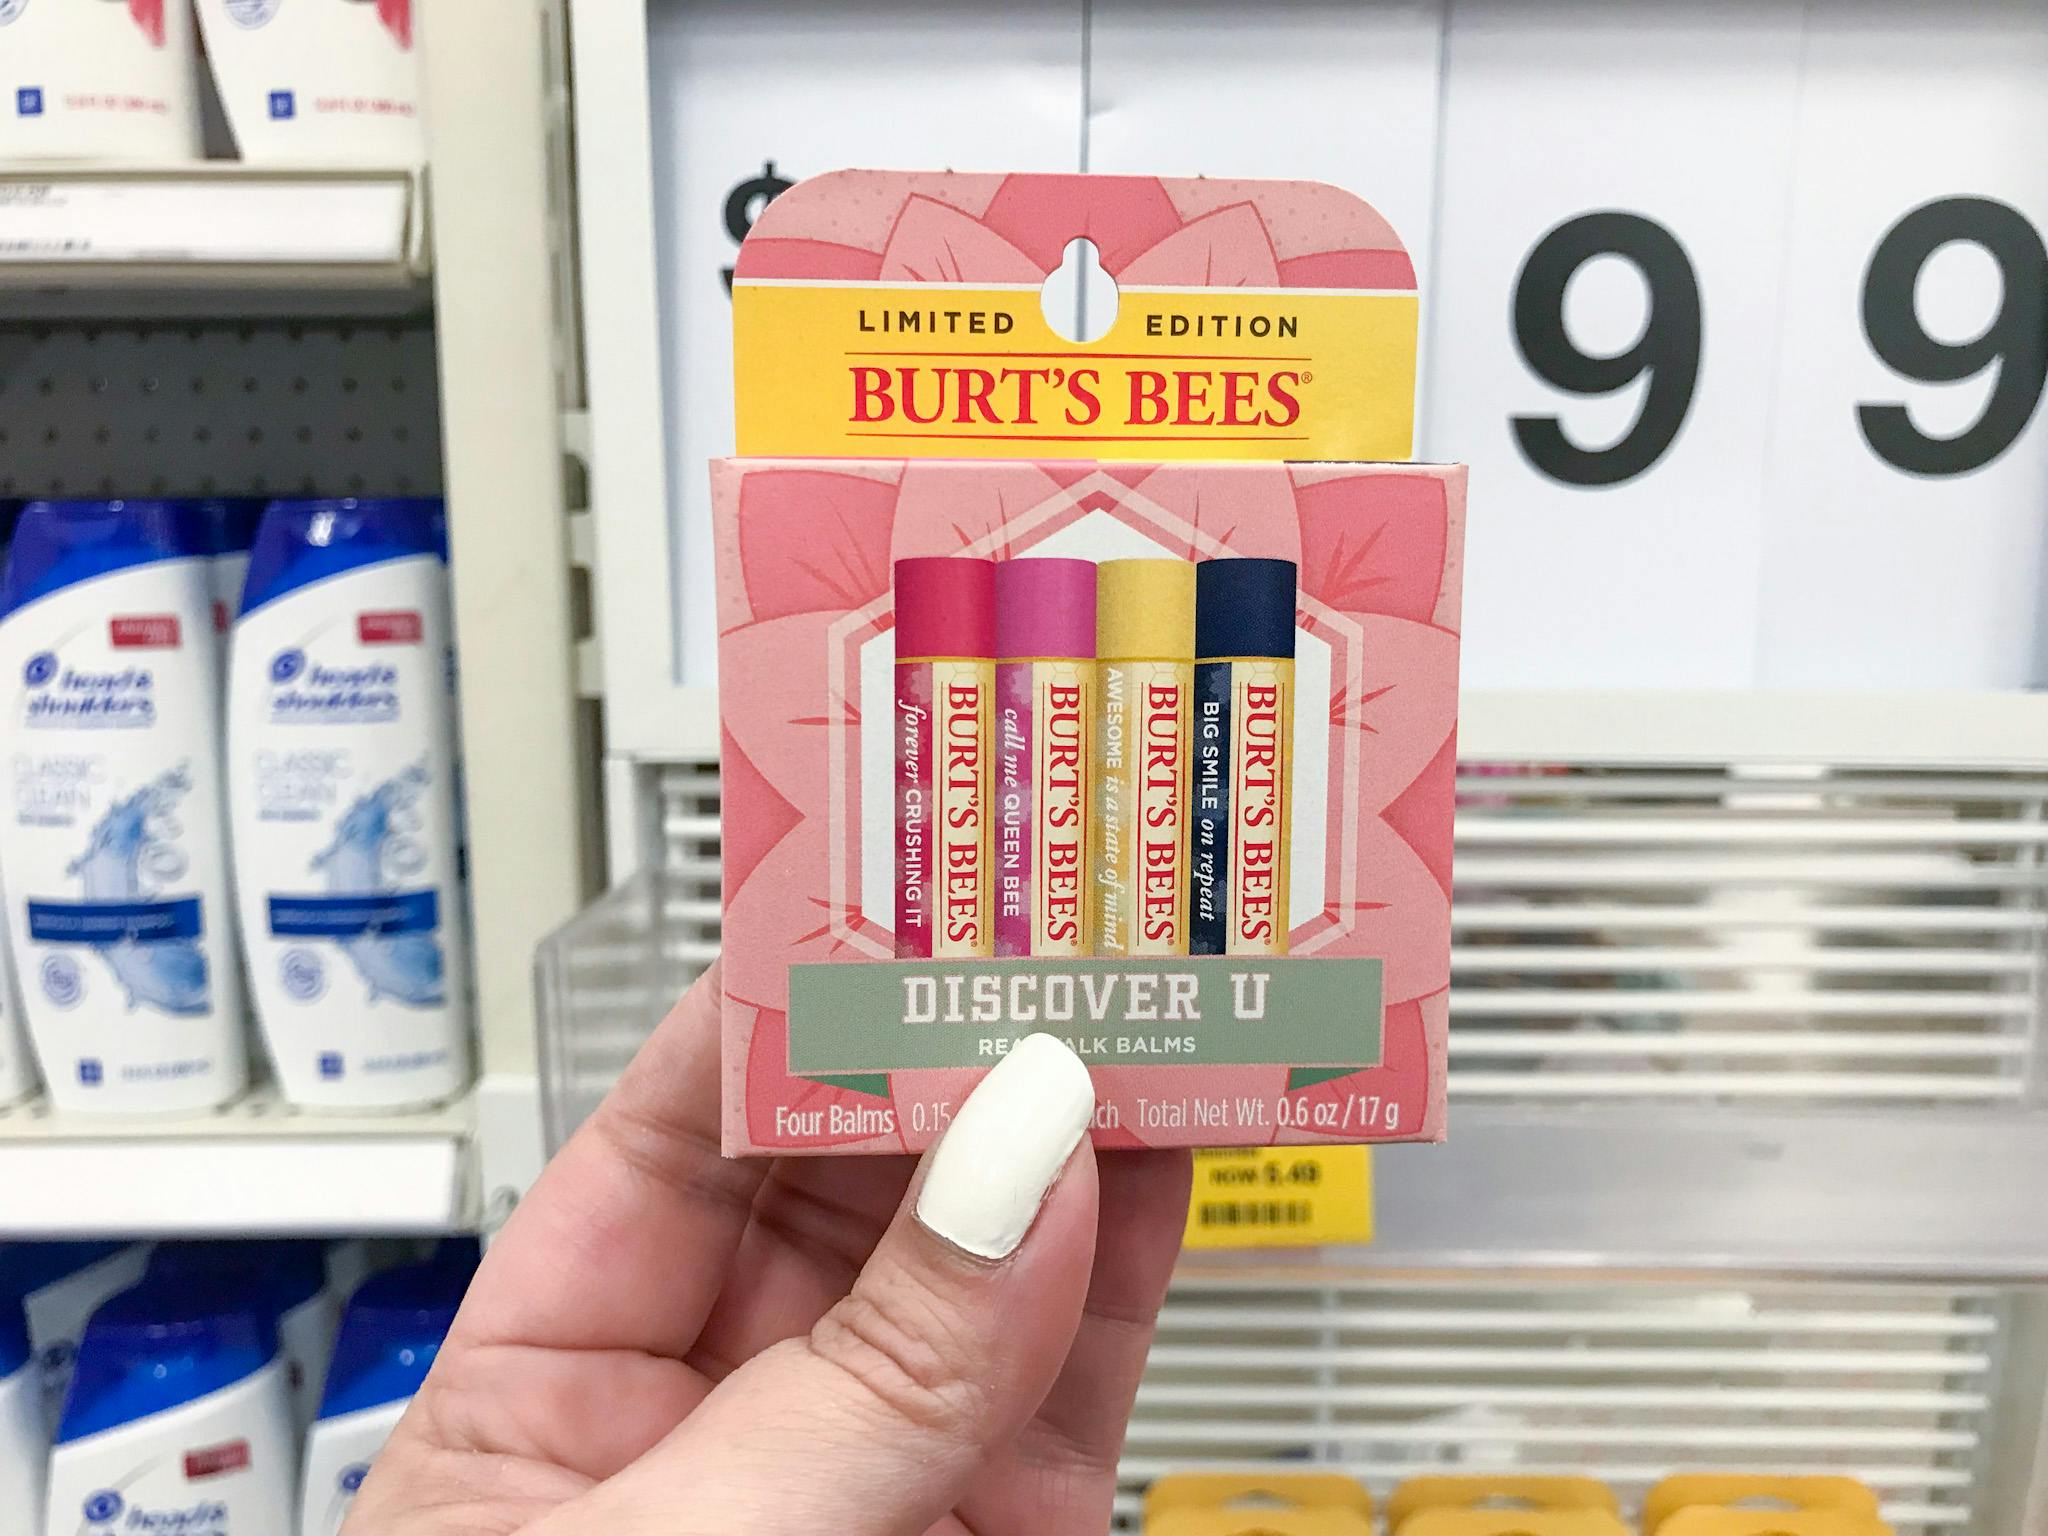 $ 9 9
LIMITED EDITION
BURT'S BEES®
forever CRUSHING IT
BURT'S BEES®
call me QUEEN BEE
BURT'S BEES®
AWESOME is a state of mind
BURT'S BEES®
BIG SMILE on repeat
BURT'S BEES®
DISCOVER U
BALMS
Four Balms 0.15 Total Net Wt. 0.6 oz / 17 g
NOW 5.49
head &
shoulders
CLASSIC
CLEAN
head &
shoulders
CLASSIC
CLEAN
head &